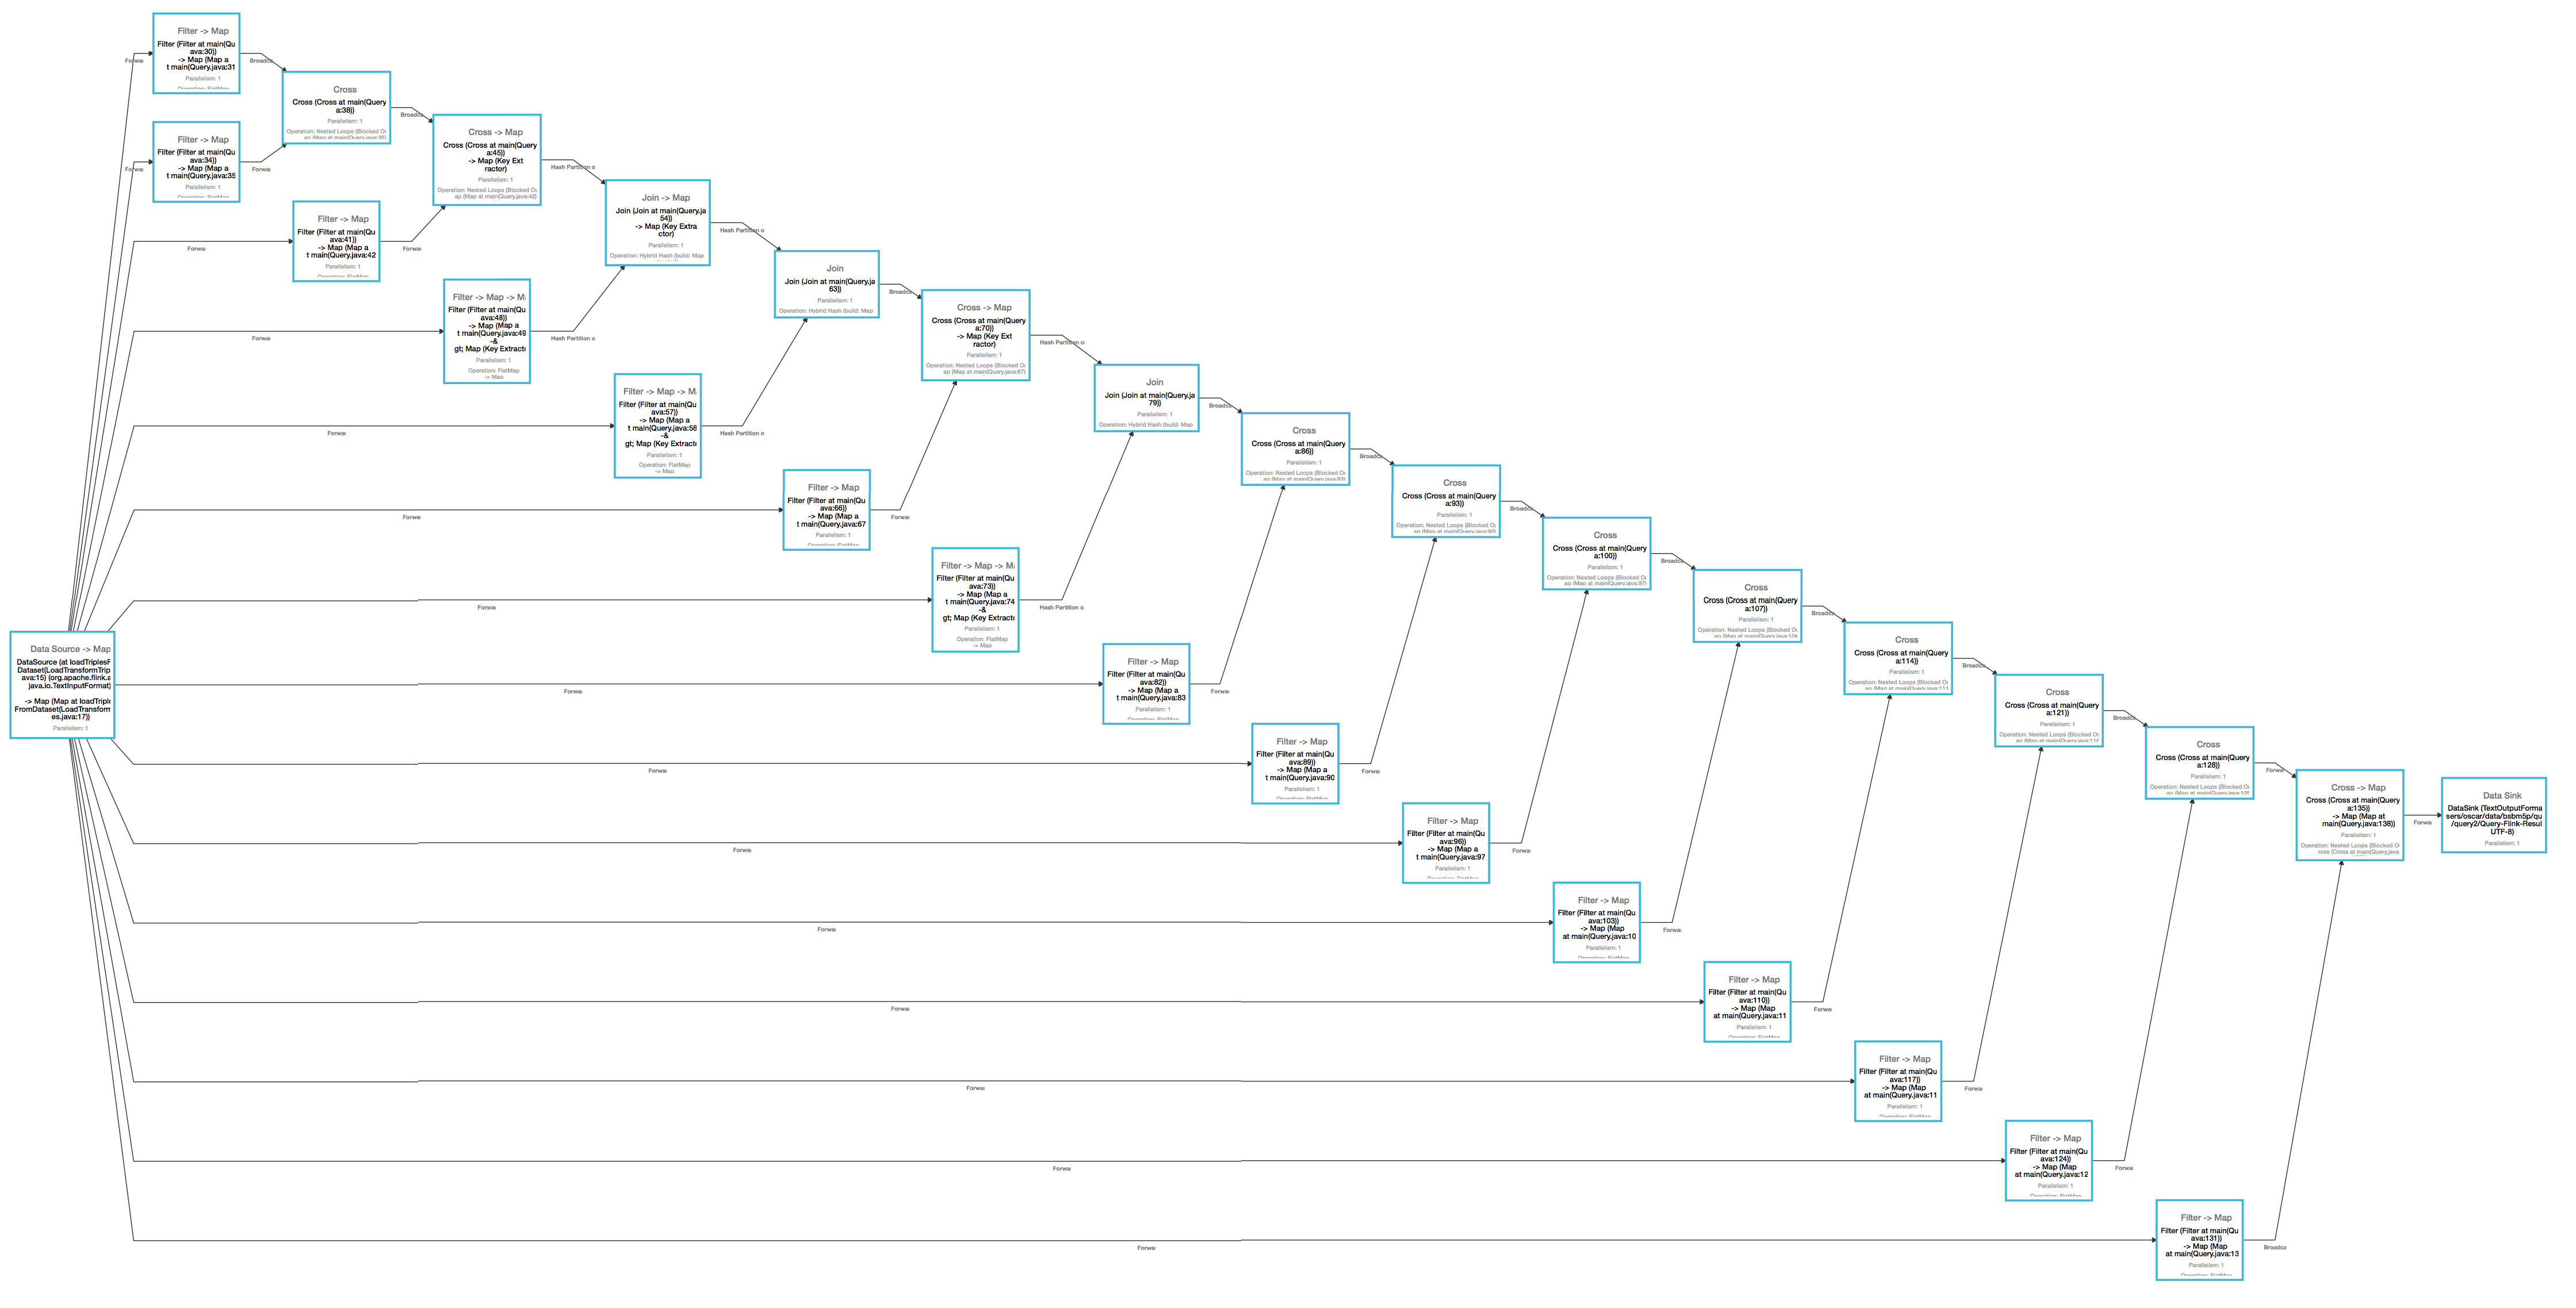 Filter -> Map
Filter (Filter at main(Qu
ava:30))
-> Map (Map a
t main(Query.java:31
Parallelism: 1
Operation: FlatMap
Forwa
Broadca
Cross
Cross (Cross at main(Query
a:38))
Parallelism: 1
Operation: Nested Loops (Blocked Ou
ap (Map at main(Query.java:35)
Broadca
Filter -> Map
Filter (Filter at main(Qu
ava:34))
-> Map (Map a
t main(Query.java:35
Parallelism: 1
Operation: FlatMap
Forwa
Forwa
Cross -> Map
Cross (Cross at main(Query
a:45))
-> Map (Key Ext
ractor)
Parallelism: 1
Operation: Nested Loops (Blocked Ou
ap (Map at main(Query.java:42)
Hash Partition o
Filter -> Map
Filter (Filter at main(Qu
ava:41))
-> Map (Map a
t main(Query.java:42
Parallelism: 1
Operation: FlatMap
Forwa
Forwa
Join -> Map
Join (Join at main(Query.ja
54))
-> Map (Key Extra
ctor)
Parallelism: 1
Operation: Hybrid Hash (build: Map
Hash Partition o
Filter -> Map -> Ma
Filter (Filter at main(Qu
ava:48))
-> Map (Map a
t main(Query.java:49
-&
gt; Map (Key Extracto
Parallelism: 1
Operation: FlatMap
-> Map
Forwa
Hash Partition o
Join
Join (Join at main(Query.ja
63))
Parallelism: 1
Operation: Hybrid Hash (build: Map
Broadca
Filter -> Map -> Ma
Filter (Filter at main(Qu
ava:57))
-> Map (Map a
t main(Query.java:58
-&
gt; Map (Key Extracto
Parallelism: 1
Operation: FlatMap
-> Map
Forwa
Hash Partition o
Cross -> Map
Cross (Cross at main(Query
a:70))
-> Map (Key Ext
ractor)
Parallelism: 1
Operation: Nested Loops (Blocked Ou
ap (Map at main(Query.java:67)
Hash Partition o
Filter -> Map
Filter (Filter at main(Qu
ava:66))
-> Map (Map a
t main(Query.java:67
Parallelism: 1
Operation: FlatMap
Forwa
Forwa
Join
Join (Join at main(Query.ja
79))
Parallelism: 1
Operation: Hybrid Hash (build: Map
Broadca
Filter -> Map -> Ma
Filter (Filter at main(Qu
ava:73))
-> Map (Map a
t main(Query.java:74
-&
gt; Map (Key Extracto
Parallelism: 1
Operation: FlatMap
-> Map
Forwa
Hash Partition o
Cross
Cross (Cross at main(Query
a:86))
Parallelism: 1
Operation: Nested Loops (Blocked Ou
ap (Map at main(Query.java:83)
Broadca
Data Source -> Map
DataSource (at loadTriplesF
Dataset(LoadTransformTrip
ava:15) (org.apache.flink.a
java.io.TextInputFormat)
-> Map (Map at loadTriple
FromDataset(LoadTransform
es.java:17))
Parallelism: 1
Filter -> Map
Filter (Filter at main(Qu
ava:82))
-> Map (Map a
t main(Query.java:83
Parallelism: 1
Operation: FlatMap
Forwa
Forwa
Cross
Cross (Cross at main(Query
a:93))
Parallelism: 1
Operation: Nested Loops (Blocked Ou
ap (Map at main(Query.java:90)
Broadca
Filter -> Map
Filter (Filter at main(Qu
ava:89))
-> Map (Map a
t main(Query.java:90
Parallelism: 1
Operation: FlatMap
Forwa
Forwa
Cross
Cross (Cross at main(Query
a:100))
Parallelism: 1
Operation: Nested Loops (Blocked Ou
ap (Map at main(Query.java:97)
Broadca
Filter -> Map
Filter (Filter at main(Qu
ava:96))
-> Map (Map a
t main(Query.java:97
Parallelism: 1
Operation: FlatMap
Forwa
Forwa
Cross
Cross (Cross at main(Query
a:107))
Parallelism: 1
Operation: Nested Loops (Blocked Ou
ap (Map at main(Query.java:104
Broadca
Filter -> Map
Filter (Filter at main(Qu
ava:103))
-> Map (Map
at main(Query.java:10
Parallelism: 1
Operation: FlatMap
Forwa
Forwa
Cross
Cross (Cross at main(Query
a:114))
Parallelism: 1
Operation: Nested Loops (Blocked Ou
ap (Map at main(Query.java:111
Broadca
Filter -> Map
Filter (Filter at main(Qu
ava:110))
-> Map (Map
at main(Query.java:11
Parallelism: 1
Operation: FlatMap
Forwa
Forwa
Cross
Cross (Cross at main(Query
a:121))
Parallelism: 1
Operation: Nested Loops (Blocked Ou
ap (Map at main(Query.java:118
Broadca
Filter -> Map
Filter (Filter at main(Qu
ava:117))
-> Map (Map
at main(Query.java:11
Parallelism: 1
Operation: FlatMap
Forwa
Forwa
Cross
Cross (Cross at main(Query
a:128))
Parallelism: 1
Operation: Nested Loops (Blocked Ou
ap (Map at main(Query.java:125
Forwa
Filter -> Map
Filter (Filter at main(Qu
ava:124))
-> Map (Map
at main(Query.java:12
Parallelism: 1
Operation: FlatMap
Forwa
Forwa
Cross -> Map
Cross (Cross at main(Query
a:135))
-> Map (Map at
main(Query.java:138))
Parallelism: 1
Operation: Nested Loops (Blocked O
ross (Cross at main(Query.java
Forwa
Filter -> Map
Filter (Filter at main(Qu
ava:131))
-> Map (Map
at main(Query.java:13
Parallelism: 1
Operation: FlatMap
Forwa
Broadca
Data Sink
DataSink (TextOutputForma
sers/oscar/data/bsbm5p/qu
/query2/Query-Flink-Resul
UTF-8)
Parallelism: 1